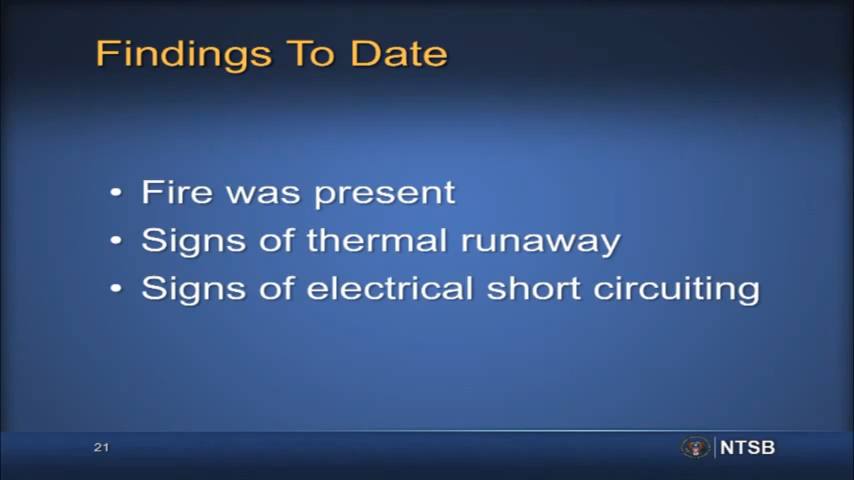 Findings To Date
• Fire was present
• Signs of thermal runaway
• Signs of electrical short circuiting
21
NTSB